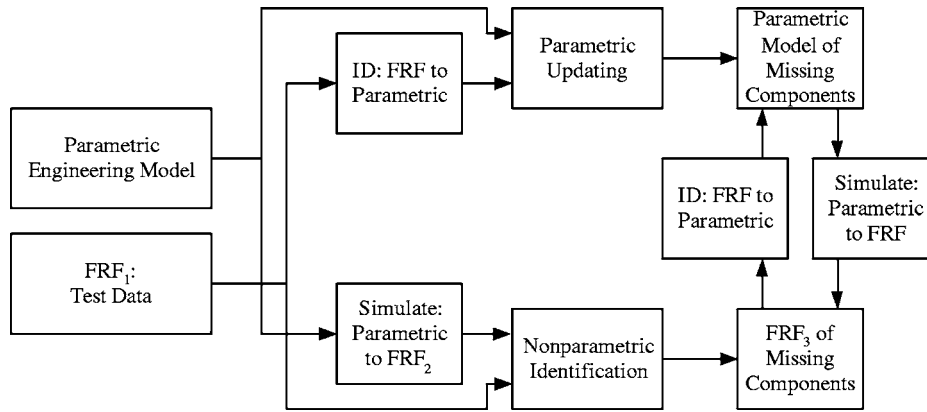 Parametric
Engineering Model
FRF₁:
Test Data
ID: FRF to
Parametric
Simulate:
Parametric
to FRF₂
Parametric
Updating
Nonparametric
Identification
Parametric
Model of
Missing
Components
ID: FRF to
Parametric
Simulate:
Parametric
to FRF
FRF₃ of
Missing
Components